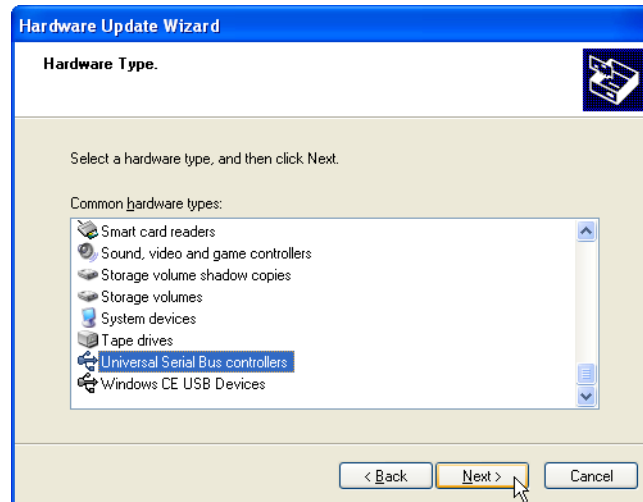 Hardware Update Wizard
Hardware Type.
Select a hardware type, and then click Next.
Common hardware types:
Smart card readers
Sound, video and game controllers
Storage volume shadow copies
Storage volumes
System devices
Tape drives
Universal Serial Bus controllers
Windows CE USB Devices
< Back Next > Cancel